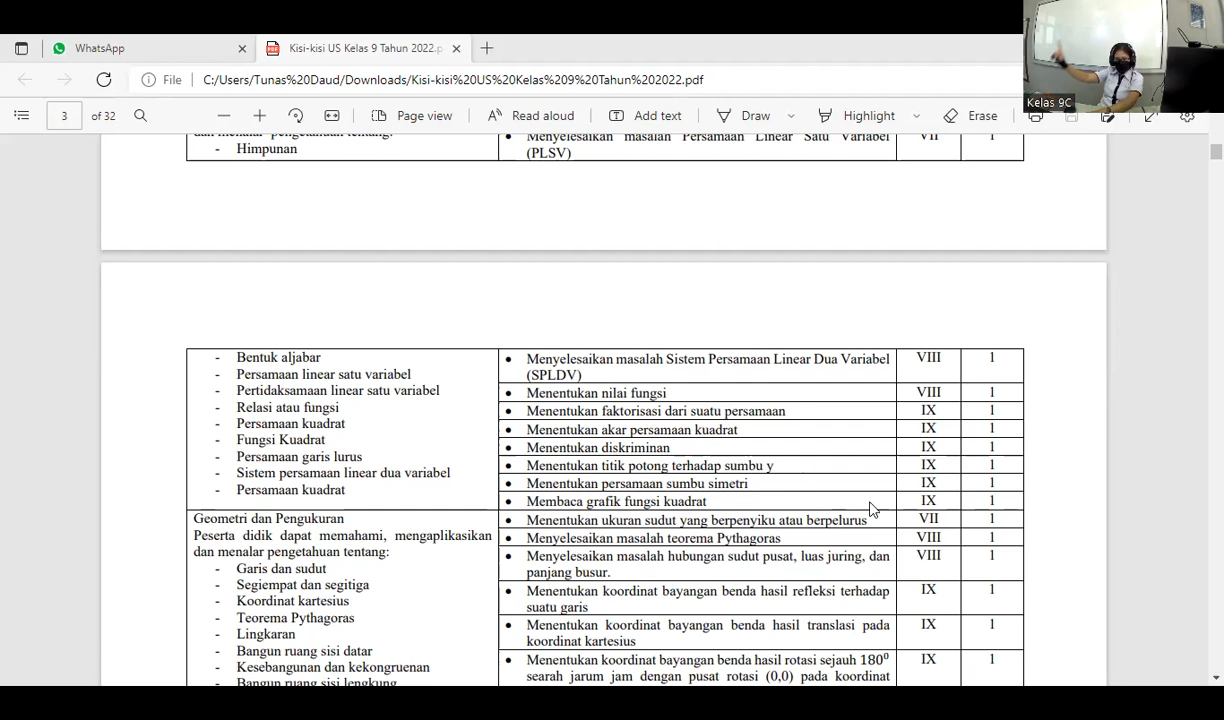 WhatsApp
Kisi-kisi US Kelas 9 Tahun 2022.p
Kelas 9C
File
C:/Users/Tunas%20Daud/Downloads/Kisi-kisi%20US%20Kelas%209%20Tahun%202022.pdf
3 of 32
Page view
Read aloud
Add text
Draw
Highlight
Erase
dan menalar pengetahuan tentang:
- Himpunan
Menyelesaikan masalah Persamaan Linear Satu Variabel
(PLSV)
VII
1
- Bentuk aljabar
- Persamaan linear satu variabel
- Pertidaksamaan linear satu variabel
- Relasi atau fungsi
- Persamaan kuadrat
- Fungsi Kuadrat
- Persamaan garis lurus
- Sistem persamaan linear dua variabel
- Persamaan kuadrat
• Menyelesaikan masalah Sistem Persamaan Linear Dua Variabel VIII 1
(SPLDV)
• Menentukan nilai fungsi VIII 1
• Menentukan faktorisasi dari suatu persamaan IX 1
• Menentukan akar persamaan kuadrat IX 1
• Menentukan diskriminan IX 1
• Menentukan titik potong terhadap sumbu y IX 1
• Menentukan persamaan sumbu simetri IX 1
• Membaca grafik fungsi kuadrat IX 1
Geometri dan Pengukuran
Peserta didik dapat memahami, mengaplikasikan
dan menalar pengetahuan tentang:
- Garis dan sudut
- Segiempat dan segitiga
- Koordinat kartesius
- Teorema Pythagoras
- Lingkaran
- Bangun ruang sisi datar
- Kesebangunan dan kekongruenan
- Bangun ruang sisi lengkung
• Menentukan ukuran sudut yang berpenyiku atau berpelurus VII 1
• Menyelesaikan masalah teorema Pythagoras VIII 1
• Menyelesaikan masalah hubungan sudut pusat, luas juring, dan VIII 1
panjang busur.
• Menentukan koordinat bayangan benda hasil refleksi terhadap IX 1
suatu garis
• Menentukan koordinat bayangan benda hasil translasi pada IX 1
koordinat kartesius
• Menentukan koordinat bayangan benda hasil rotasi sejauh 180⁰ IX 1
searah jarum jam dengan pusat rotasi (0,0) pada koordinat